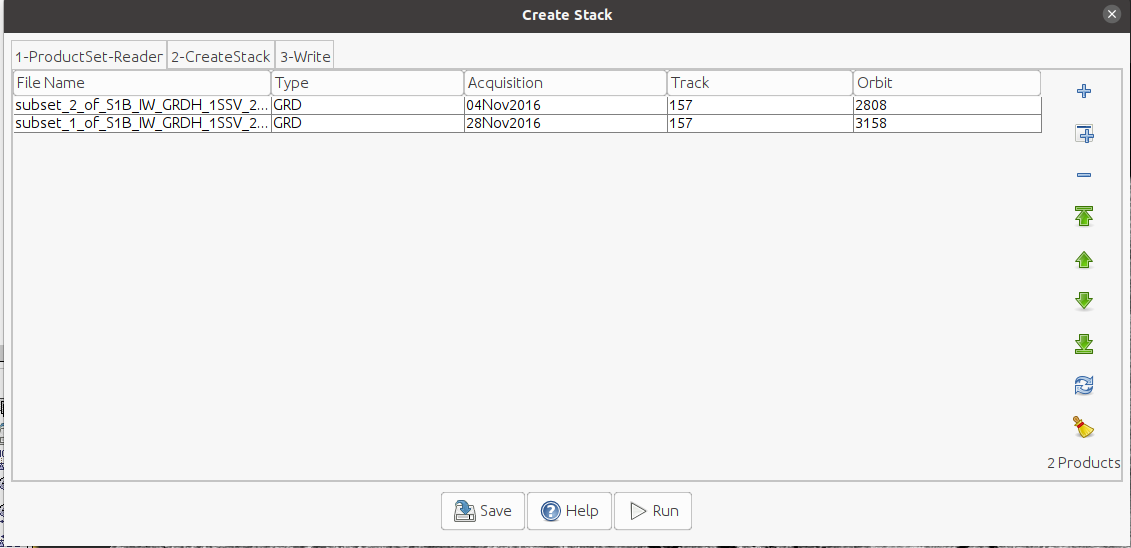 Create Stack
1-ProductSet-Reader 2-CreateStack 3-Write
File Name Type Acquisition Track Orbit
subset_2_of_S1B_IW_GRDH_1SSV_2... GRD 04Nov2016 157 2808
subset_1_of_S1B_IW_GRDH_1SSV_2... GRD 28Nov2016 157 3158
2 Products
Save Help Run